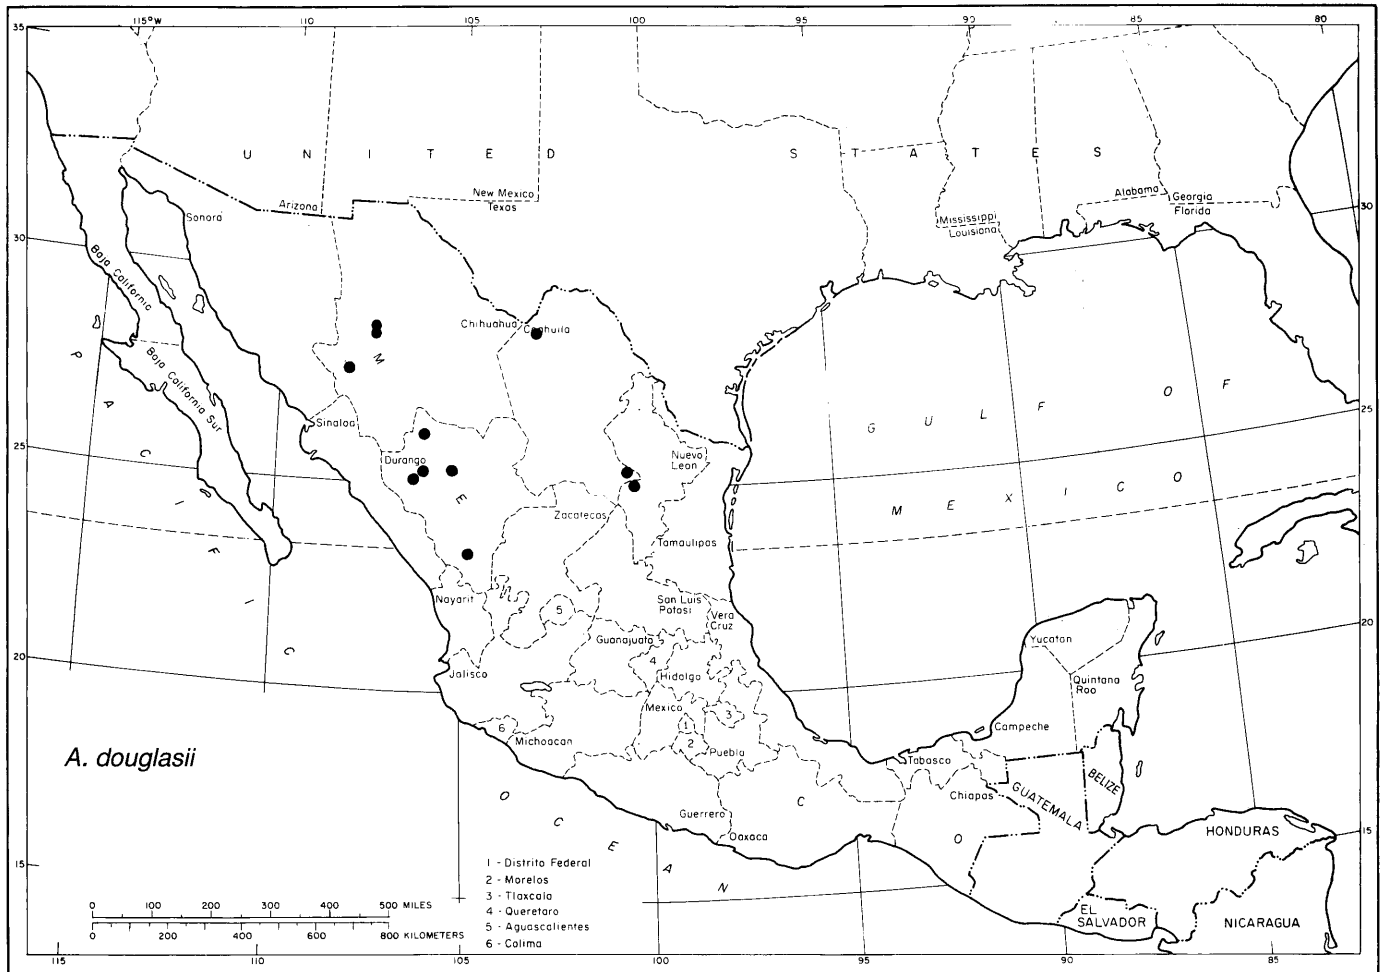 115°W 110 105 100 95 90 85 80
35
U N I T E D S T A T E S
New Mexico
Arizona
Texas
Alabama
Georgia
Florida
Mississippi
Louisiana
Sonora
30
30
Baja California
Chihuahua
Coahuila
Baja California Sur
Sinaloa
25
25
Durango
Nuevo
Leon
G U L F O F
M E X I C O
Zacatecas
Tamaulipas
Nayarit
San Luis
Potosi
Vera
Cruz
5
Guanajuato
4
Hidalgo
20
20
Jalisco
Yucatan
Quintana
Roo
Mexico
3
1
2
6
Michoacan
Puebla
Campeche
Tabasco
Chiapas
BELIZE
GUATEMALA
A. douglasii
Guerrero
Oaxaca
M E X I C O
P A C I F I C
O C E A N
HONDURAS
15
15
EL
SALVADOR
NICARAGUA
1 - Distrito Federal
2 - Morelos
3 - Tlaxcala
4 - Queretaro
5 - Aguascalientes
6 - Colima
0 100 200 300 400 500 MILES
0 200 400 600 800 KILOMETERS
115 110 105 100 95 90 85